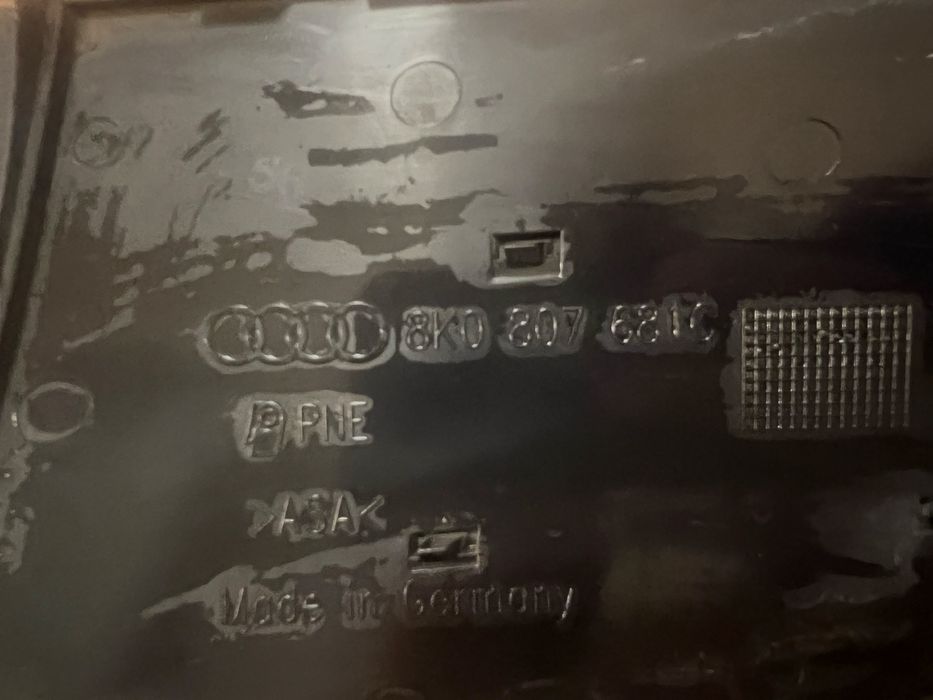 8K0 807 681C
PNE
>ASA<
Made in Germany